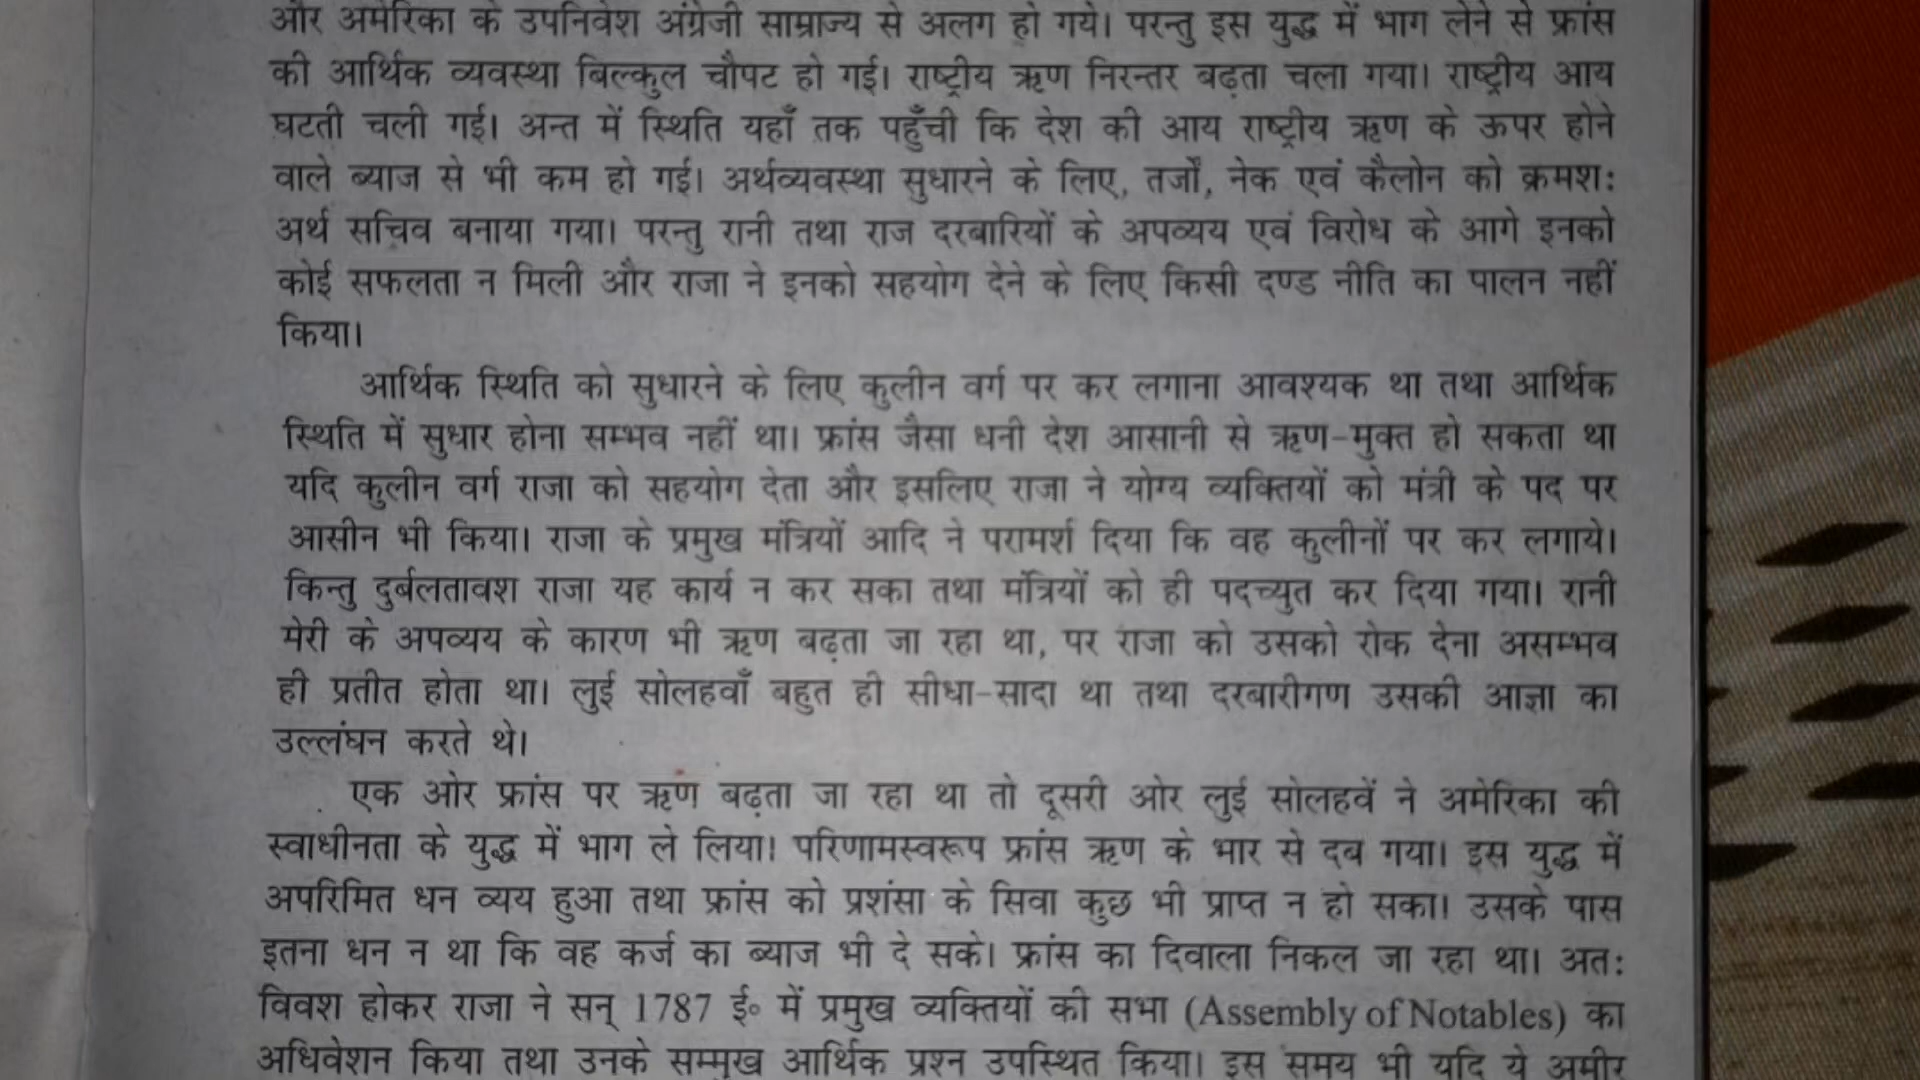 और अमेरिका के उपनिवेश अंग्रेजी साम्राज्य से अलग हो गये। परन्तु इस युद्ध में भाग लेने से फ्रांस
की आर्थिक व्यवस्था बिल्कुल चौपट हो गई। राष्ट्रीय ऋण निरन्तर बढ़ता चला गया। राष्ट्रीय आय
घटती चली गई। अन्त में स्थिति यहाँ तक पहुँची कि देश की आय राष्ट्रीय ऋण के ऊपर होने
वाले ब्याज से भी कम हो गई। अर्थव्यवस्था सुधारने के लिए, तर्जों, नेक एवं कैलोन को क्रमशः
अर्थ सचिव बनाया गया। परन्तु रानी तथा राज दरबारियों के अपव्यय एवं विरोध के आगे इनको
कोई सफलता न मिली और राजा ने इनको सहयोग देने के लिए किसी दण्ड नीति का पालन नहीं
किया।
आर्थिक स्थिति को सुधारने के लिए कुलीन वर्ग पर कर लगाना आवश्यक था तथा आर्थिक
स्थिति में सुधार होना सम्भव नहीं था। फ्रांस जैसा धनी देश आसानी से ऋण-मुक्त हो सकता था
यदि कुलीन वर्ग राजा को सहयोग देता और इसलिए राजा ने योग्य व्यक्तियों को मंत्री के पद पर
आसीन भी किया। राजा के प्रमुख मंत्रियों आदि ने परामर्श दिया कि वह कुलीनों पर कर लगाये।
किन्तु दुर्बलतावश राजा यह कार्य न कर सका तथा मंत्रियों को ही पदच्युत कर दिया गया। रानी
मेरी के अपव्यय के कारण भी ऋण बढ़ता जा रहा था, पर राजा को उसको रोक देना असम्भव
ही प्रतीत होता था। लुई सोलहवाँ बहुत ही सीधा-सादा था तथा दरबारीगण उसकी आज्ञा का
उल्लंघन करते थे।
एक ओर फ्रांस पर ऋण बढ़ता जा रहा था तो दूसरी ओर लुई सोलहवें ने अमेरिका की
स्वाधीनता के युद्ध में भाग ले लिया। परिणामस्वरूप फ्रांस ऋण के भार से दब गया। इस युद्ध में
अपरिमित धन व्यय हुआ तथा फ्रांस को प्रशंसा के सिवा कुछ भी प्राप्त न हो सका। उसके पास
इतना धन न था कि वह कर्ज का ब्याज भी दे सके। फ्रांस का दिवाला निकल जा रहा था। अतः
विवश होकर राजा ने सन् 1787 ई० में प्रमुख व्यक्तियों की सभा (Assembly of Notables) का
अधिवेशन किया तथा उनके सम्मुख आर्थिक प्रश्न उपस्थित किया। इस समय भी यदि ये अमीर